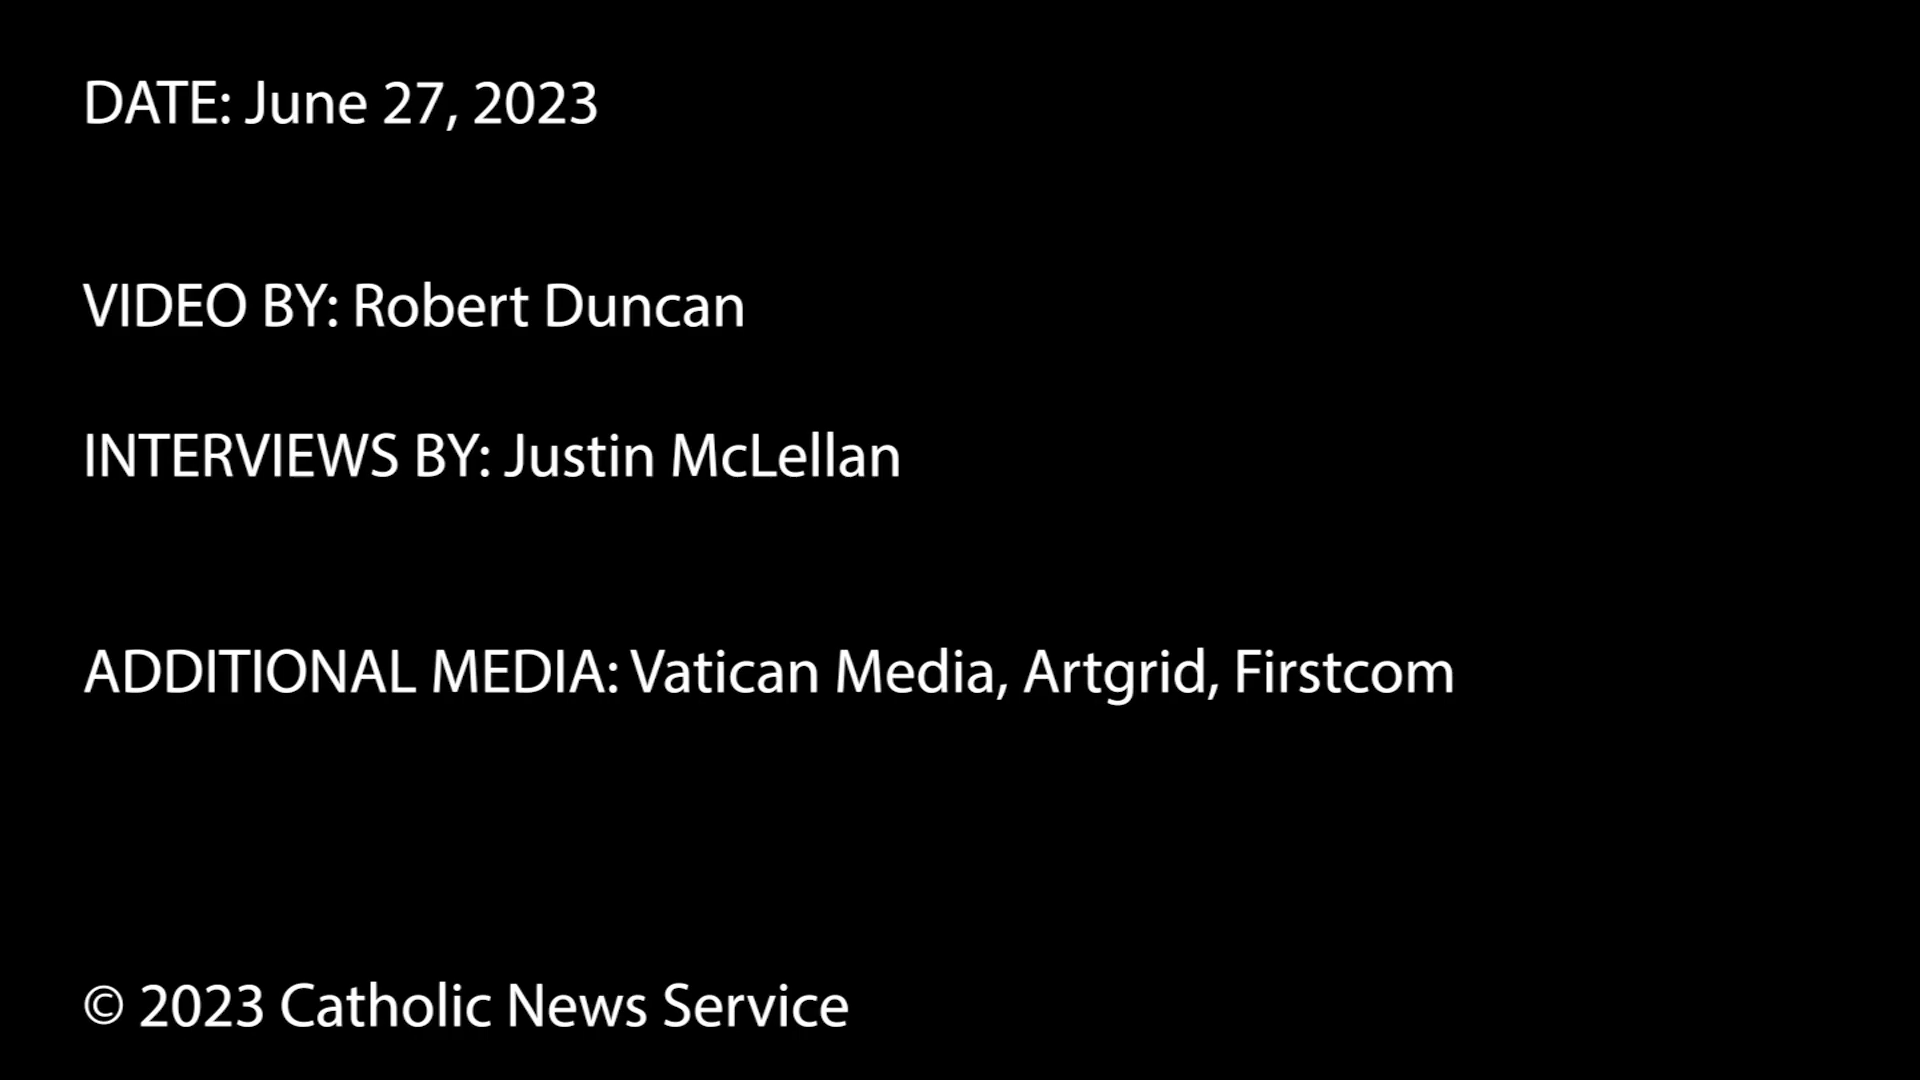 DATE: June 27, 2023
VIDEO BY: Robert Duncan
INTERVIEWS BY: Justin McLellan
ADDITIONAL MEDIA: Vatican Media, Artgrid, Firstcom
© 2023 Catholic News Service